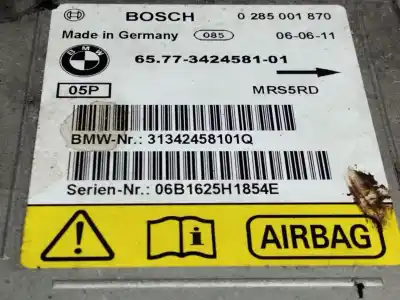 BOSCH 0 285 001 870
Made in Germany 085 06-06-11
BMW 65.77-3424581-01
05P MRS5RD
BMW-Nr.: 31342458101Q
Serien-Nr.: 06B1625H1854E
AIRBAG